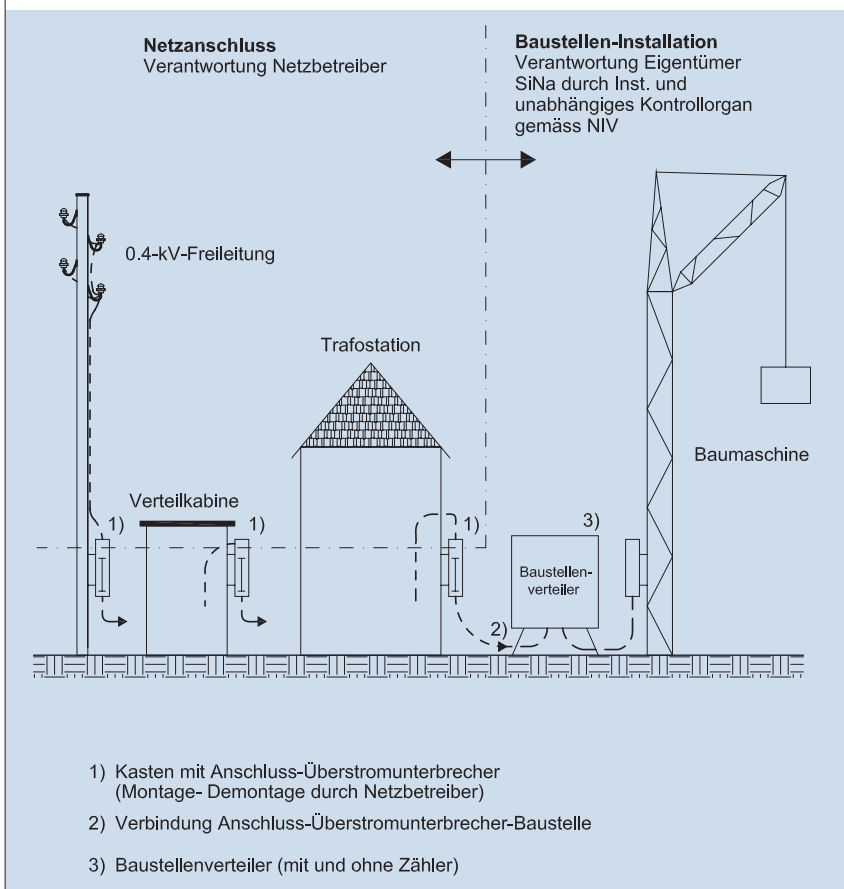 Netzanschluss
Verantwortung Netzbetreiber
Baustellen-Installation
Verantwortung Eigentümer
SiNa durch Inst. und
unabhängiges Kontrollorgan
gemäss NIV
0.4-kV-Freileitung
Trafostation
Baumaschine
Verteilkabine
1)
1)
1)
3)
Baustellen-
verteiler
2)
1) Kasten mit Anschluss-Überstromunterbrecher
(Montage- Demontage durch Netzbetreiber)
2) Verbindung Anschluss-Überstromunterbrecher-Baustelle
3) Baustellenverteiler (mit und ohne Zähler)